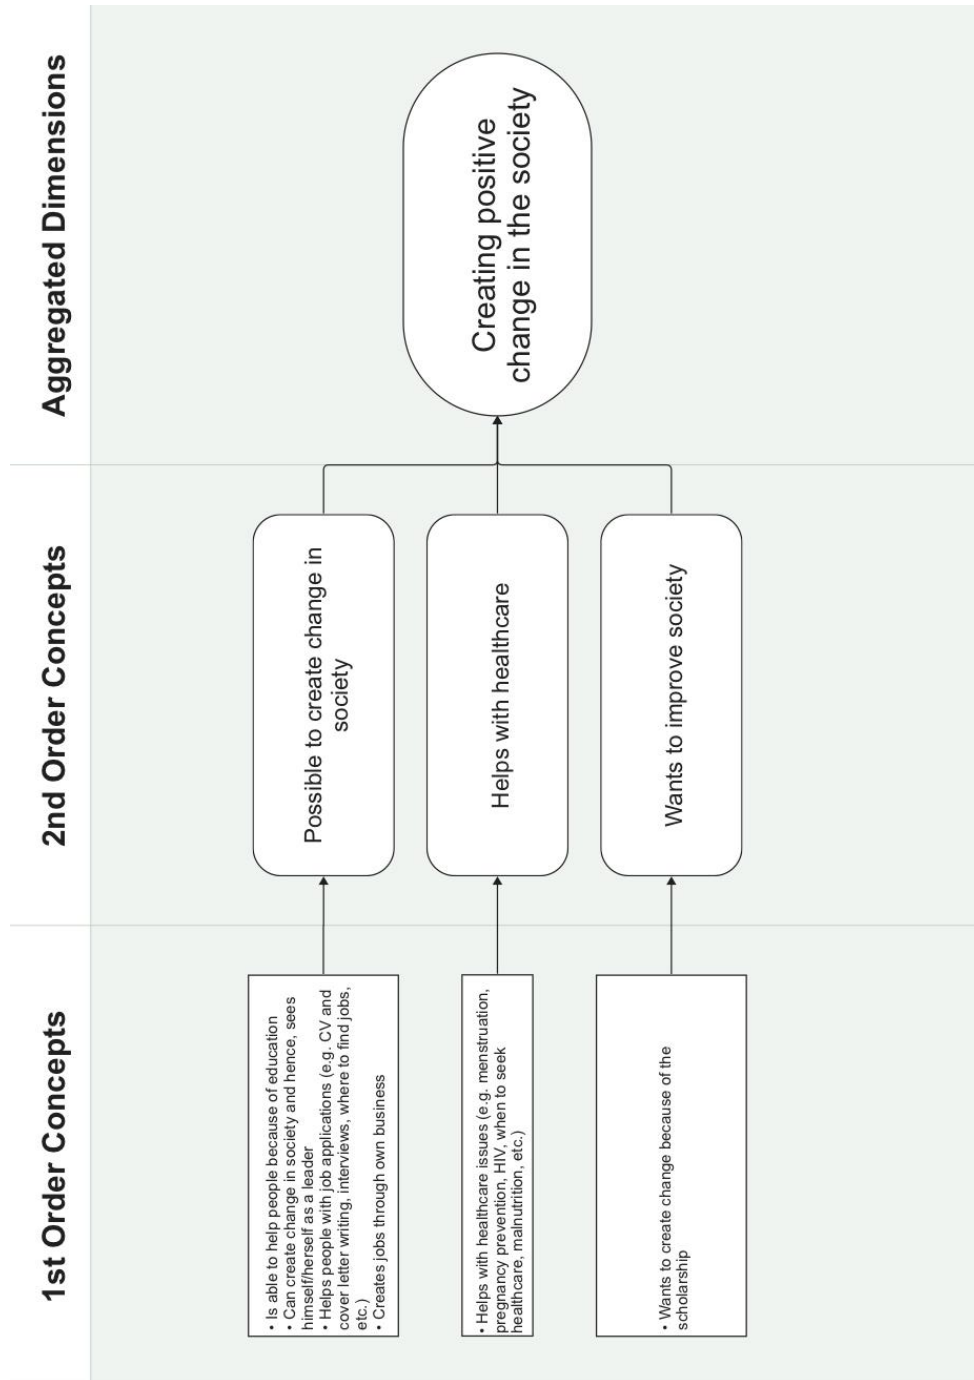 1st Order Concepts
2nd Order Concepts
Aggregated Dimensions
• Is able to help people because of education
• Can create change in society and hence, sees
himself/herself as a leader
• Helps people with job applications (e.g. CV and
cover letter writing, interviews, where to find jobs,
etc.)
• Creates jobs through own business
Possible to create change in
society
• Helps with healthcare issues (e.g. menstruation,
pregnancy prevention, HIV, when to seek
healthcare, malnutrition, etc.)
Helps with healthcare
Creating positive
change in the society
• Wants to create change because of the
scholarship
Wants to improve society